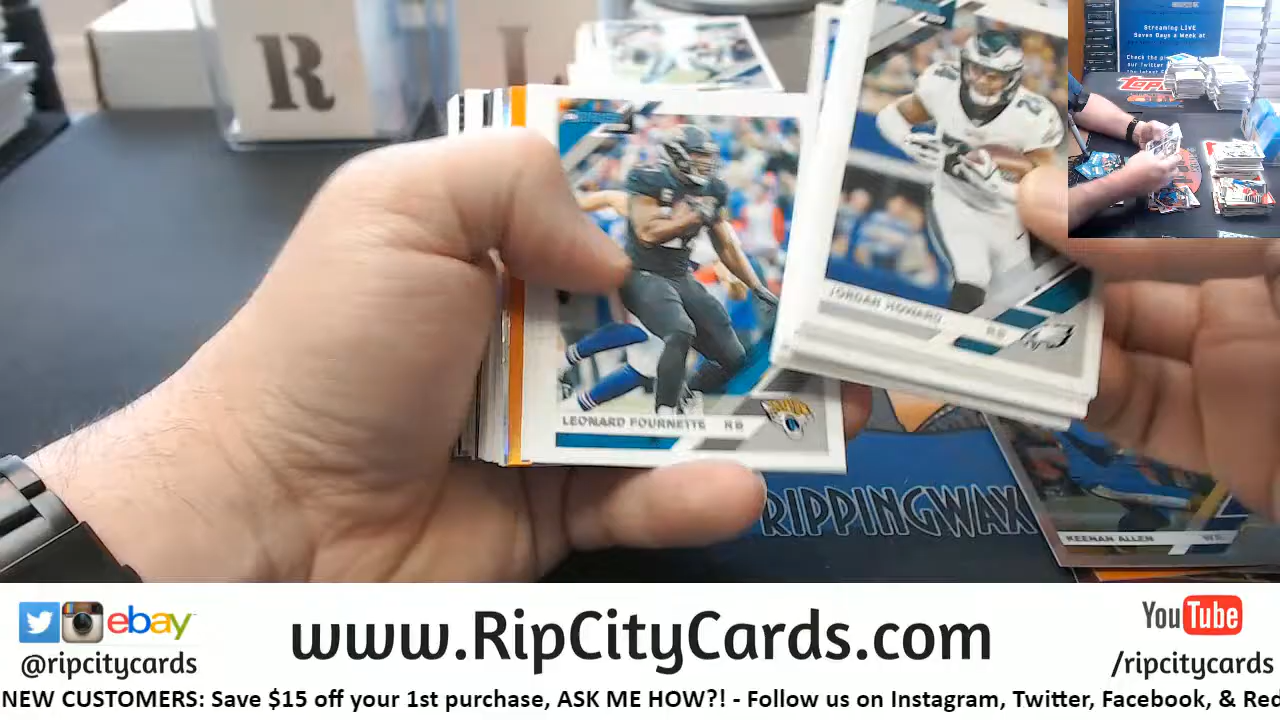 R
L
Streaming LIVE
Seven Days a Week at
JORDAN HOWARD RB
LEONARD FOURNETTE RB
RIPPINGWAX
KEENAN ALLEN WR
ebay
@ripcitycards
www.RipCityCards.com
YouTube
/ripcitycards
NEW CUSTOMERS: Save $15 off your 1st purchase, ASK ME HOW?! - Follow us on Instagram, Twitter, Facebook, & Red